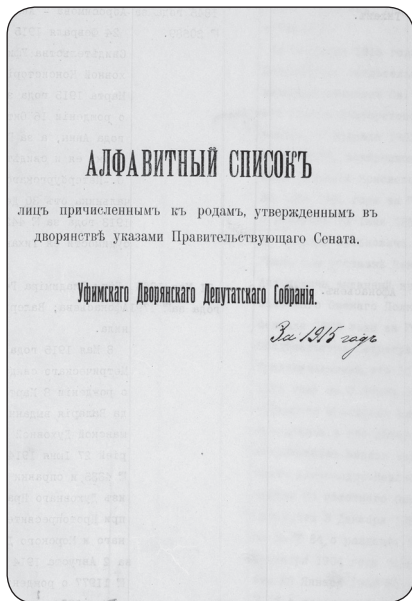 АЛФАВИТНЫЙ СПИСОКЪ
лицъ причисленнымъ къ родамъ, утвержденнымъ въ
дворянствѣ указами Правительствующаго Сената.
Уфимскаго Дворянскаго Депутатскаго Собранія.
За 1915 годъ